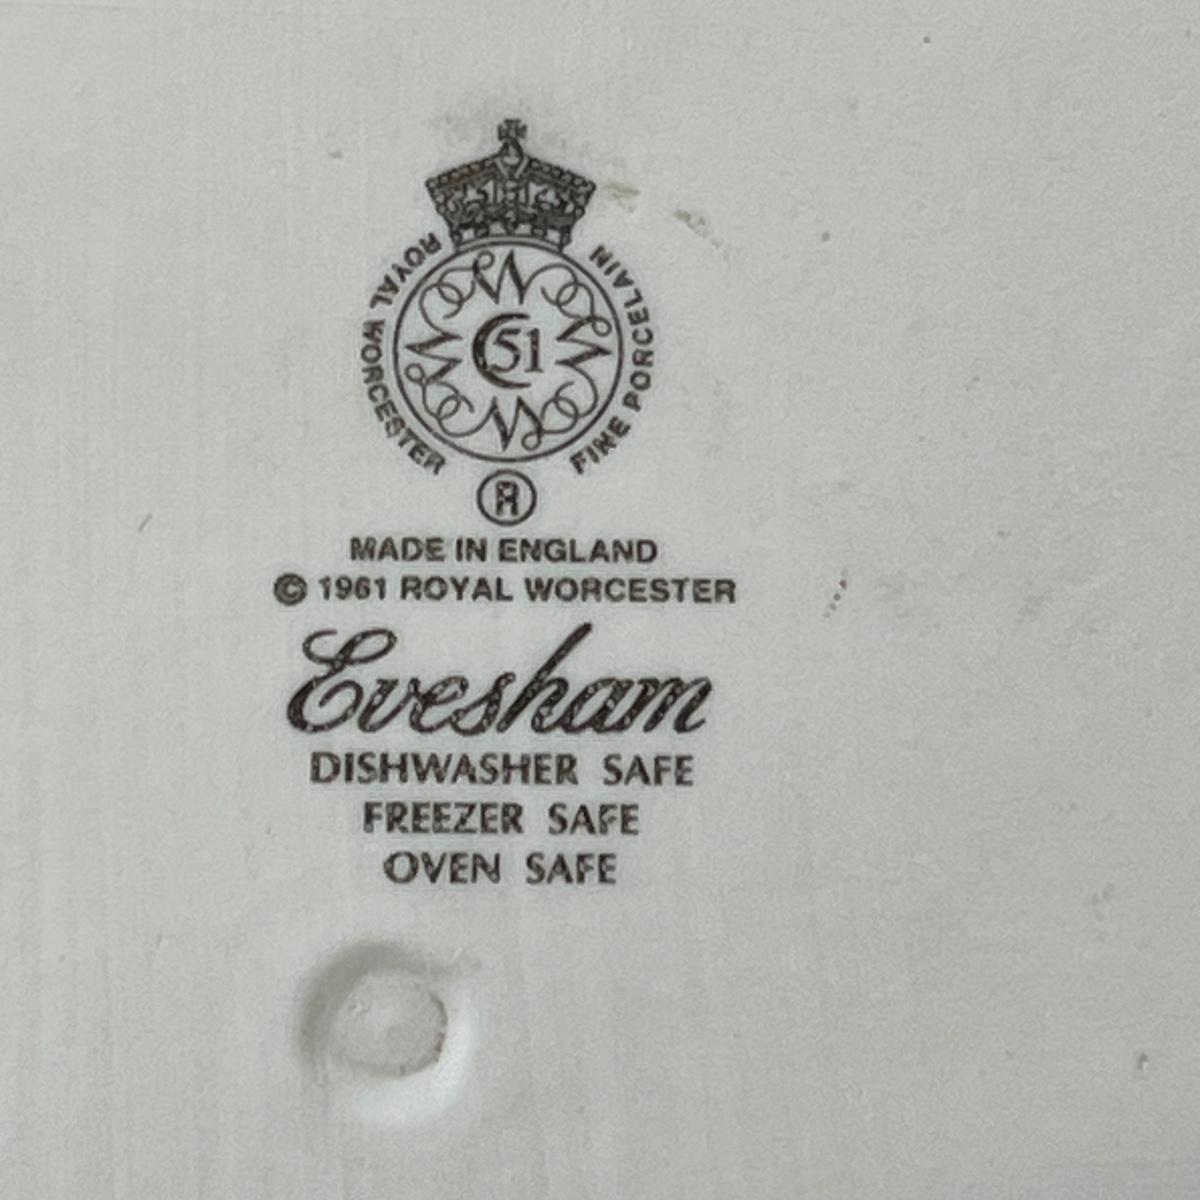 ROYAL WORCESTER
FINE PORCELAIN
51
®
MADE IN ENGLAND
© 1961 ROYAL WORCESTER
Evesham
DISHWASHER SAFE
FREEZER SAFE
OVEN SAFE